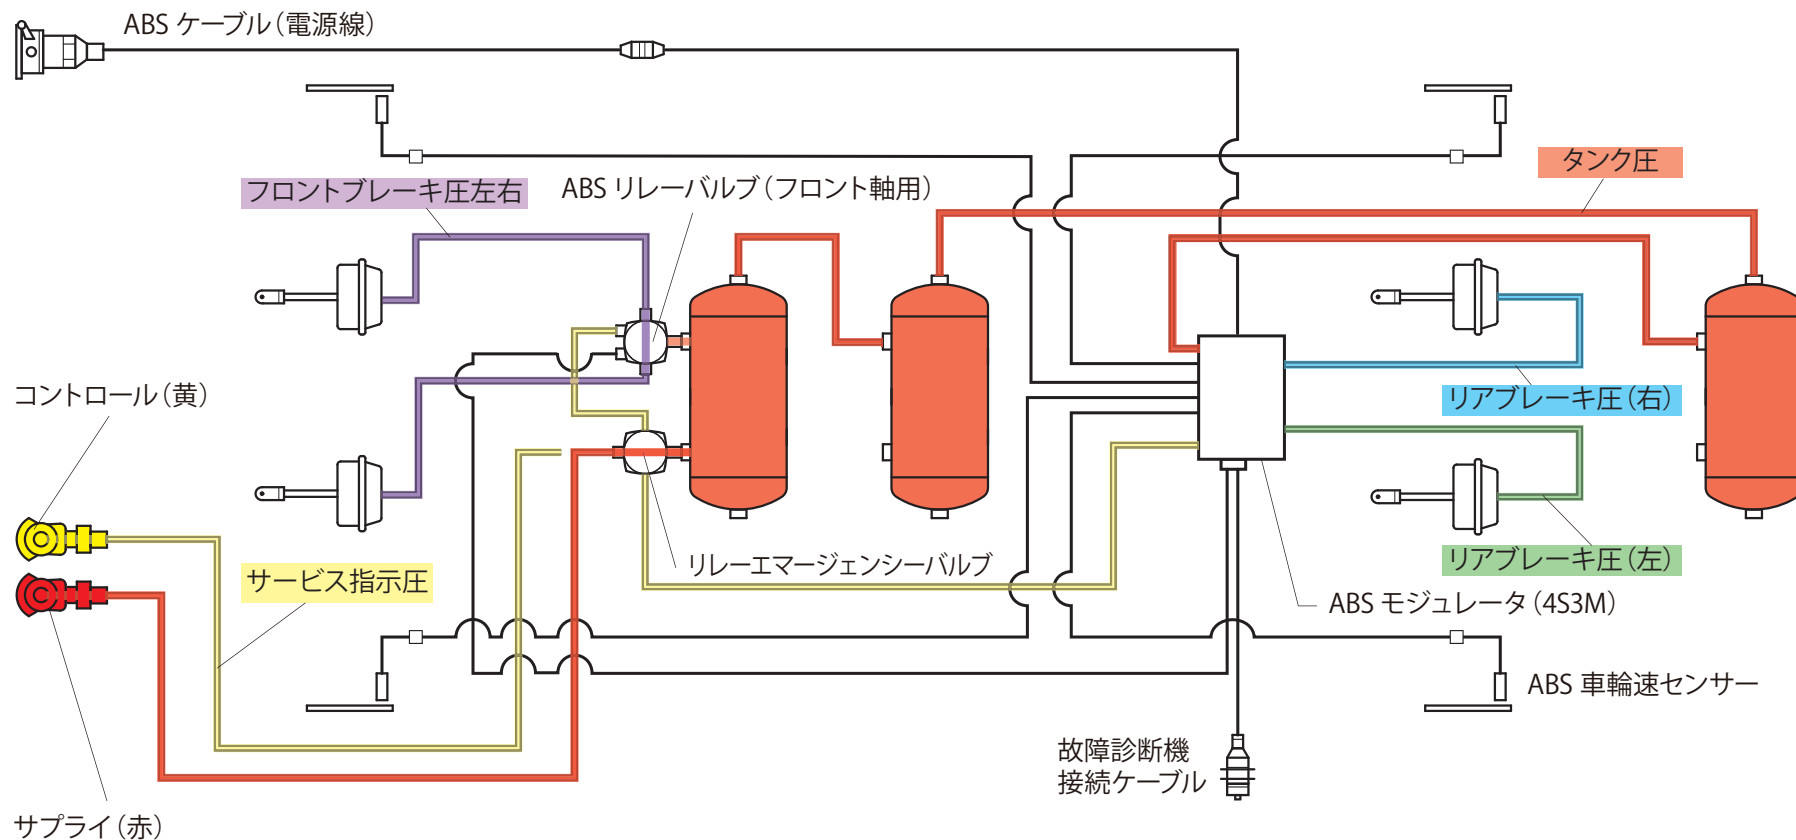 ABS ケーブル（電源線）
タンク圧
フロントブレーキ圧左右
ABS リレーバルブ（フロント軸用）
コントロール（黄）
リアブレーキ圧（右）
サービス指示圧
リレーエマージェンシーバルブ
リアブレーキ圧（左）
ABS モジュレータ（4S3M）
ABS 車輪速センサー
故障診断機
接続ケーブル
サプライ（赤）